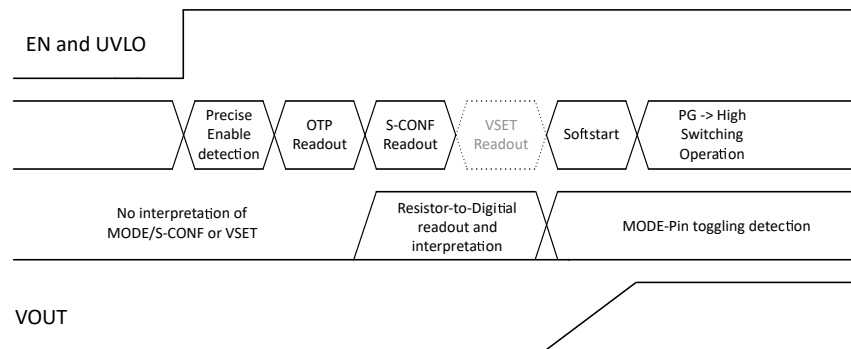 EN and UVLO
Precise
Enable
detection
OTP
Readout
S-CONF
Readout
VSET
Readout
Softstart
PG -> High
Switching
Operation
No interpretation of
MODE/S-CONF or VSET
Resistor-to-Digital
readout and
interpretation
MODE-Pin toggling detection
VOUT